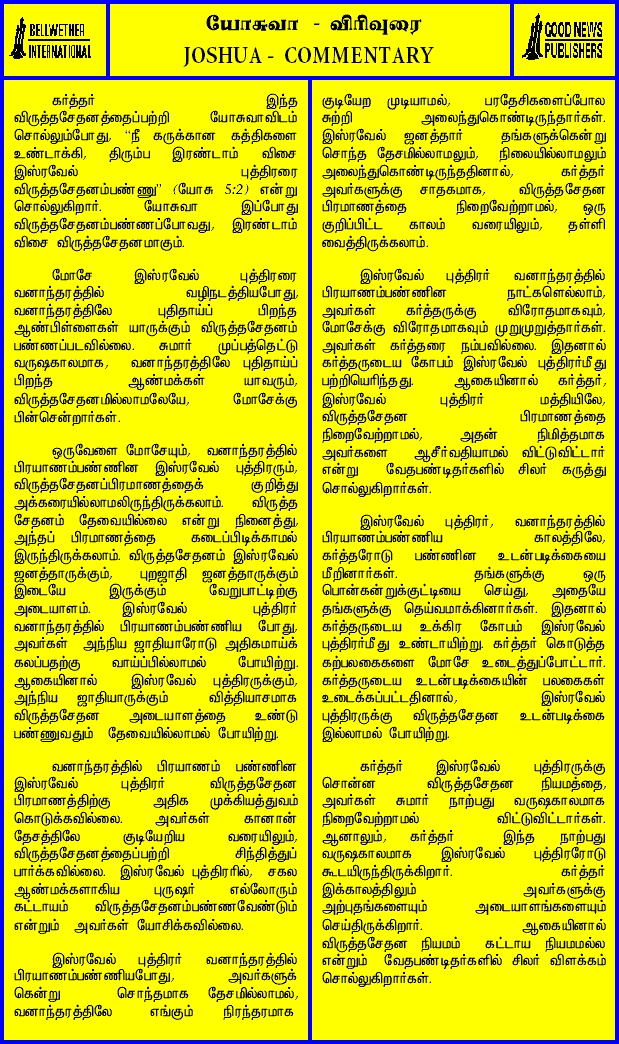 BELLWETHER
INTERNATIONAL
யோசுவா - விரிவுரை
JOSHUA - COMMENTARY
GOOD NEWS
PUBLISHERS
கர்த்தர் இந்த
விருத்தசேதனத்தைப்பற்றி யோசுவாவிடம்
சொல்லும்போது, “நீ கருக்கான கத்திகளை
உண்டாக்கி, திரும்ப இரண்டாம் விசை
இஸ்ரவேல் புத்திரரை
விருத்தசேதனம்பண்ணு” (யோசு 5:2) என்று
சொல்லுகிறார். யோசுவா இப்போது
விருத்தசேதனம்பண்ணப்போவது, இரண்டாம்
விசை விருத்தசேதனமாகும்.
மோசே இஸ்ரவேல் புத்திரரை
வனாந்தரத்தில் வழிநடத்தியபோது,
வனாந்தரத்திலே புதிதாய்ப் பிறந்த
ஆண்பிள்ளைகள் யாருக்கும் விருத்தசேதனம்
பண்ணப்படவில்லை. சுமார் முப்பத்தெட்டு
வருஷகாலமாக, வனாந்தரத்திலே புதிதாய்ப்
பிறந்த ஆண்மக்கள் யாவரும்,
விருத்தசேதனமில்லாமலேயே, மோசேக்கு
பின்சென்றார்கள்.
ஒருவேளை மோசேயும், வனாந்தரத்தில்
பிரயாணம்பண்ணின இஸ்ரவேல் புத்திரரும்,
விருத்தசேதனப்பிரமாணத்தைக் குறித்து
அக்கரையில்லாமலிருந்திருக்கலாம். விருத்த
சேதனம் தேவையில்லை என்று நினைத்து,
அந்தப் பிரமாணத்தை கடைப்பிடிக்காமல்
இருந்திருக்கலாம். விருத்தசேதனம் இஸ்ரவேல்
ஜனத்தாருக்கும், புறஜாதி ஜனத்தாருக்கும்
இடையே இருக்கும் வேறுபாட்டிற்கு
அடையாளம். இஸ்ரவேல் புத்திரர்
வனாந்தரத்தில் பிரயாணம்பண்ணிய போது,
அவர்கள் அந்நிய ஜாதியாரோடு அதிகமாய்க்
கலப்பதற்கு வாய்ப்பில்லாமல் போயிற்று.
ஆகையினால் இஸ்ரவேல் புத்திரருக்கும்,
அந்நிய ஜாதியாருக்கும் வித்தியாசமாக
விருத்தசேதன அடையாளத்தை உண்டு
பண்ணுவதும் தேவையில்லாமல் போயிற்று.
வனாந்தரத்தில் பிரயாணம் பண்ணின
இஸ்ரவேல் புத்திரர் விருத்தசேதன
பிரமாணத்திற்கு அதிக முக்கியத்துவம்
கொடுக்கவில்லை. அவர்கள் கானான்
தேசத்திலே குடியேறிய வரையிலும்,
விருத்தசேதனத்தைப்பற்றி சிந்தித்துப்
பார்க்கவில்லை. இஸ்ரவேல் புத்திரரில், சகல
ஆண்மக்களாகிய புருஷர் எல்லோரும்
கட்டாயம் விருத்தசேதனம்பண்ணவேண்டும்
என்றும் அவர்கள் யோசிக்கவில்லை.
இஸ்ரவேல் புத்திரர் வனாந்தரத்தில்
பிரயாணம்பண்ணியபோது, அவர்களுக்
கென்று சொந்தமாக தேசமில்லாமல்,
வனாந்தரத்திலே எங்கும் நிரந்தரமாக
குடியேற முடியாமல், பரதேசிகளைப்போல
சுற்றி அலைந்துகொண்டிருந்தார்கள்.
இஸ்ரவேல் ஜனத்தார் தங்களுக்கென்று
சொந்த தேசமில்லாமலும், நிலையில்லாமலும்
அலைந்துகொண்டிருந்ததினால், கர்த்தர்
அவர்களுக்கு சாதகமாக, விருத்தசேதன
பிரமாணத்தை நிறைவேற்றாமல், ஒரு
குறிப்பிட்ட காலம் வரையிலும், தள்ளி
வைத்திருக்கலாம்.
இஸ்ரவேல் புத்திரர் வனாந்தரத்தில்
பிரயாணம்பண்ணின நாட்களெல்லாம்,
அவர்கள் கர்த்தருக்கு விரோதமாகவும்,
மோசேக்கு விரோதமாகவும் முறுமுறுத்தார்கள்.
அவர்கள் கர்த்தரை நம்பவில்லை. இதனால்
கர்த்தருடைய கோபம் இஸ்ரவேல் புத்திரர்மீது
பற்றியெரிந்தது. ஆகையினால் கர்த்தர்,
இஸ்ரவேல் புத்திரர் மத்தியிலே,
விருத்தசேதன பிரமாணத்தை
நிறைவேற்றாமல், அதன் நிமித்தமாக
அவர்களை ஆசீர்வதியாமல் விட்டுவிட்டார்
என்று வேதபண்டிதர்களில் சிலர் கருத்து
சொல்லுகிறார்கள்.
இஸ்ரவேல் புத்திரர், வனாந்தரத்தில்
பிரயாணம்பண்ணிய காலத்திலே,
கர்த்தரோடு பண்ணின உடன்படிக்கையை
மீறினார்கள். தங்களுக்கு ஒரு
பொன்கன்றுக்குட்டியை செய்து, அதையே
தங்களுக்கு தெய்வமாக்கினார்கள். இதனால்
கர்த்தருடைய உக்கிர கோபம் இஸ்ரவேல்
புத்திரர்மீது உண்டாயிற்று. கர்த்தர் கொடுத்த
கற்பலகைகளை மோசே உடைத்துப்போட்டார்.
கர்த்தருடைய உடன்படிக்கையின் பலகைகள்
உடைக்கப்பட்டதினால், இஸ்ரவேல்
புத்திரருக்கு விருத்தசேதன உடன்படிக்கை
இல்லாமல் போயிற்று.
கர்த்தர் இஸ்ரவேல் புத்திரருக்கு
சொன்ன விருத்தசேதன நியமத்தை,
அவர்கள் சுமார் நாற்பது வருஷகாலமாக
நிறைவேற்றாமல் விட்டுவிட்டார்கள்.
ஆனாலும், கர்த்தர் இந்த நாற்பது
வருஷகாலமாக இஸ்ரவேல் புத்திரரோடு
கூடயிருந்திருக்கிறார். கர்த்தர்
இக்காலத்திலும் அவர்களுக்கு
அற்புதங்களையும் அடையாளங்களையும்
செய்திருக்கிறார். ஆகையினால்
விருத்தசேதன நியமம் கட்டாய நியமமல்ல
என்றும் வேதபண்டிதர்களில் சிலர் விளக்கம்
சொல்லுகிறார்கள்.